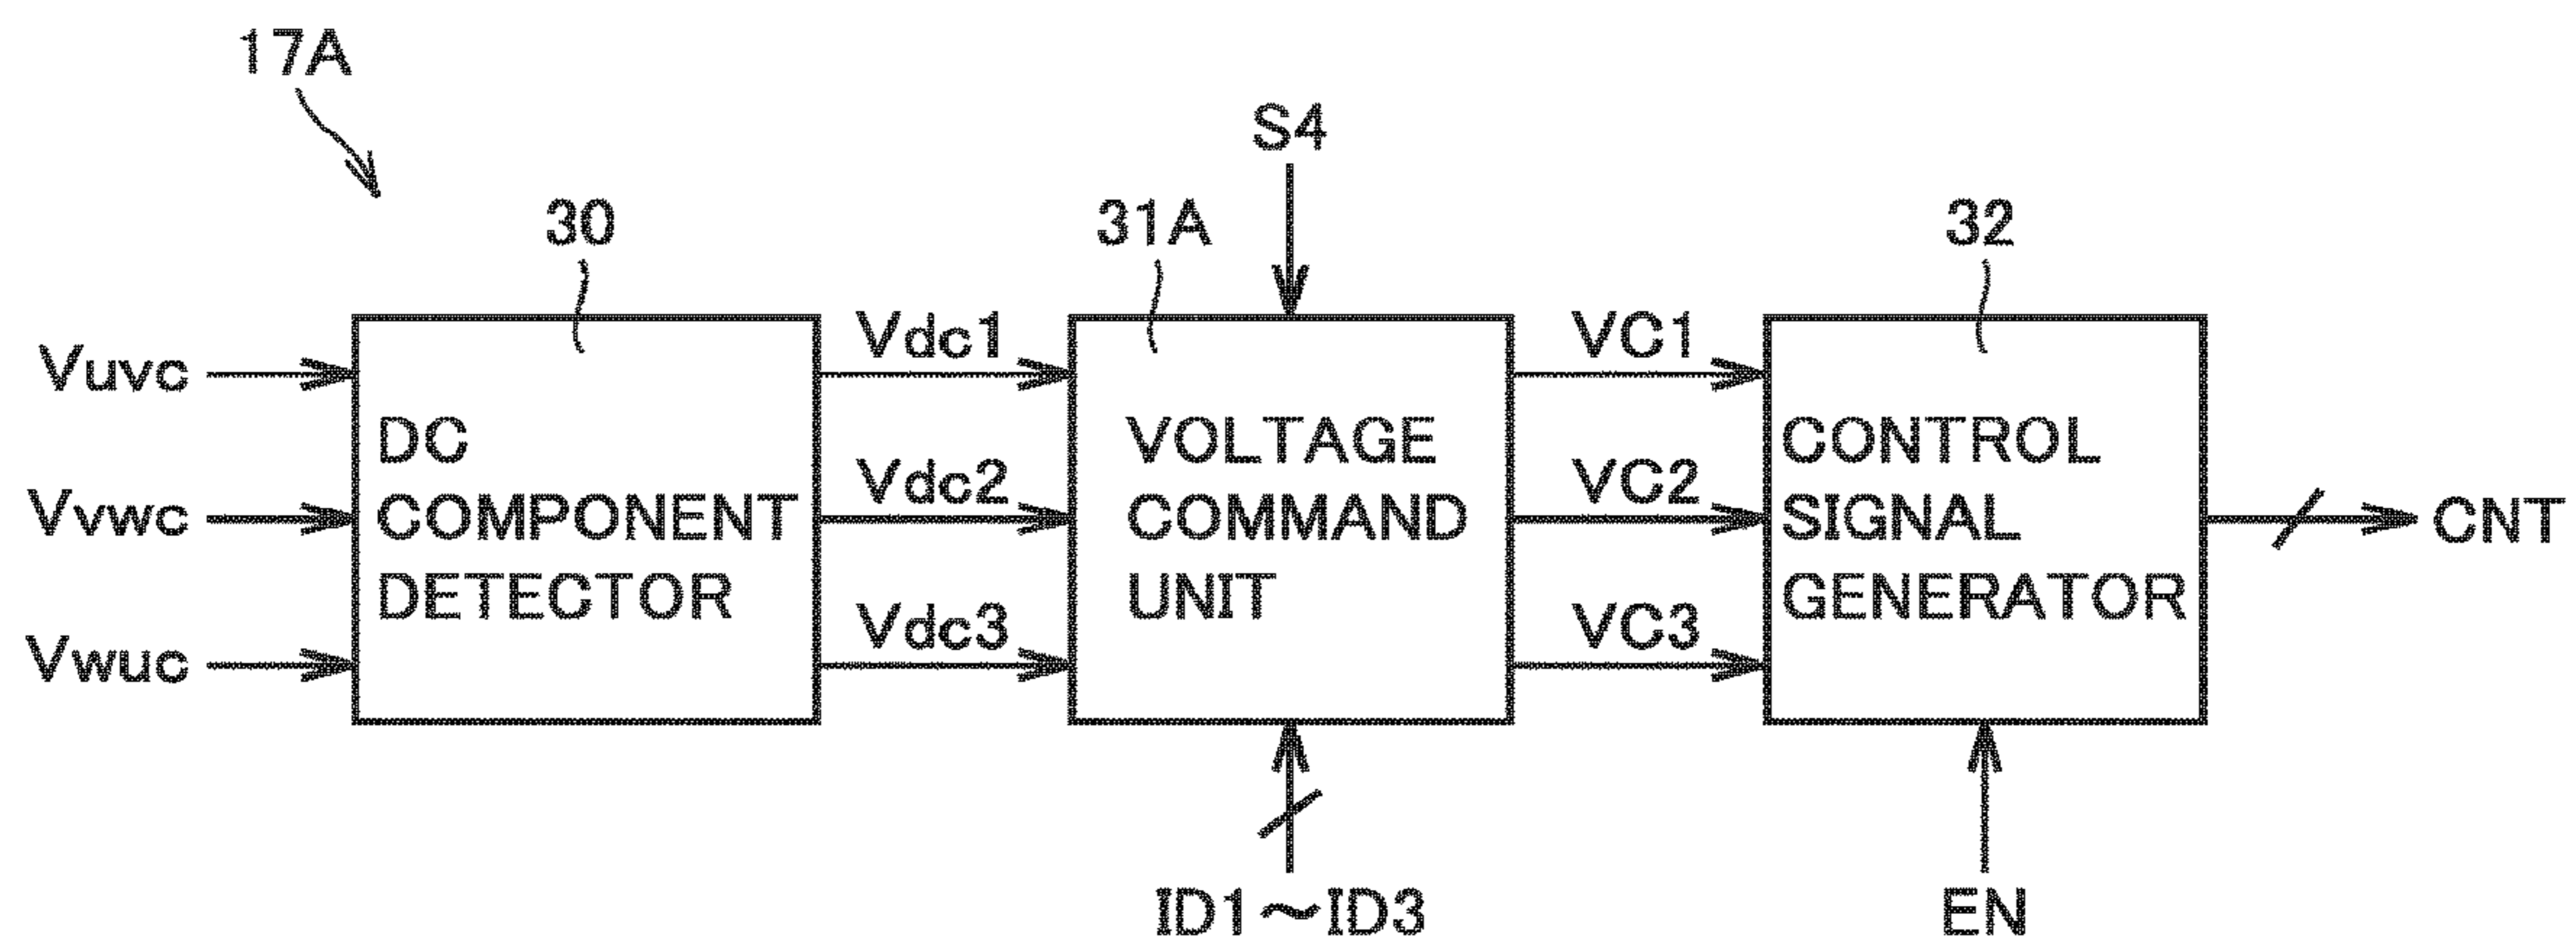 17A
S4
30
31A
32
Vuvc
Vdc1
VC1
DC
COMPONENT
DETECTOR
VOLTAGE
COMMAND
UNIT
CONTROL
SIGNAL
GENERATOR
Vvwc
Vdc2
VC2
CNT
Vwuc
Vdc3
VC3
ID1～ID3
EN